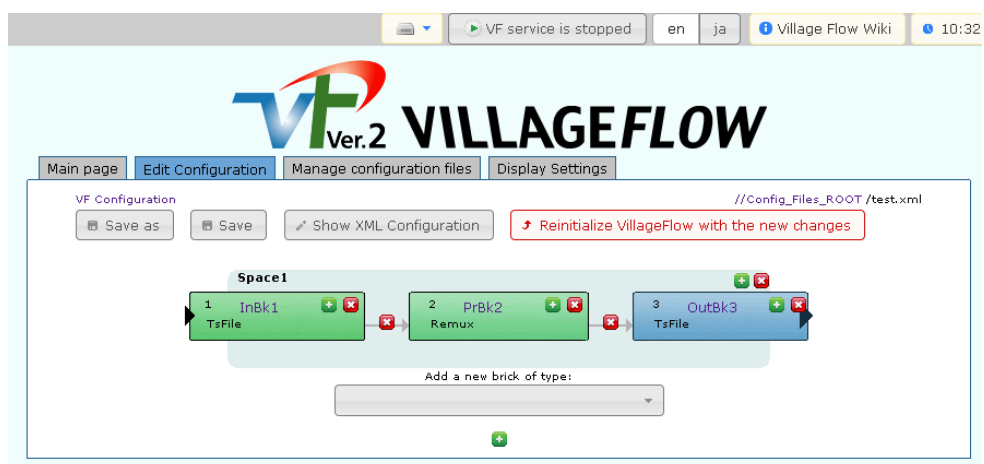 VF service is stopped en ja Village Flow Wiki 10:32
VF Ver.2 VILLAGEFLOW
Main page Edit Configuration Manage configuration files Display Settings
VF Configuration //Config_Files_ROOT /test.xml
Save as Save Show XML Configuration Reinitialize VillageFlow with the new changes
Space1
1 InBk1 2 PrBk2 3 OutBk3
TsFile Remux TsFile
Add a new brick of type: